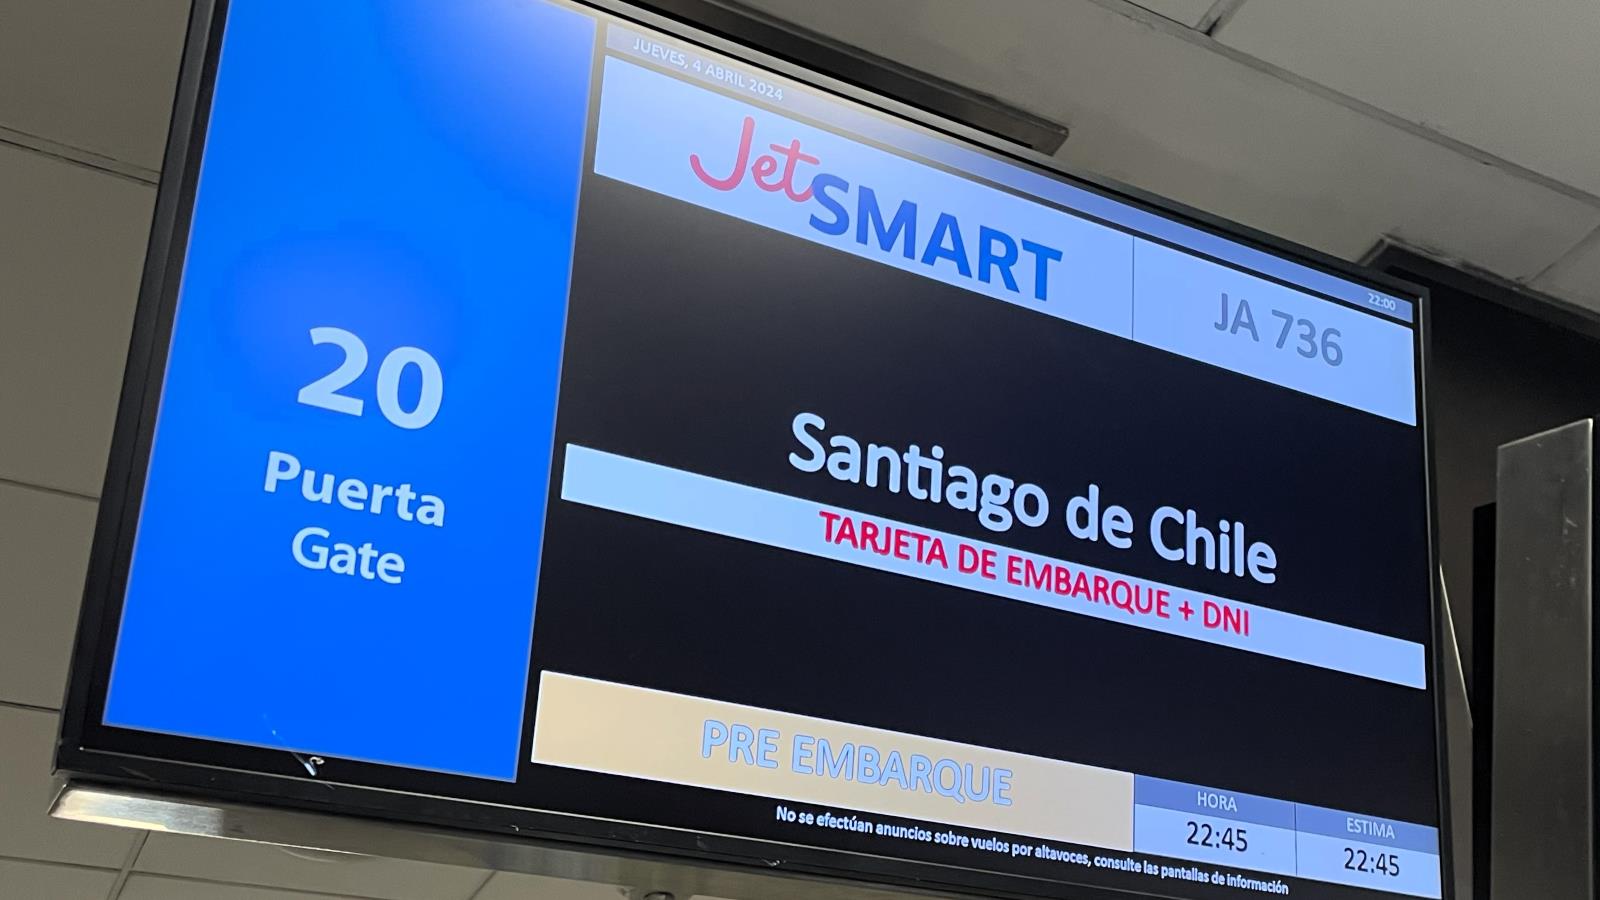 JUEVES, 4 ABRIL 2024
22:00
JetSMART
JA 736
20
Puerta
Gate
Santiago de Chile
TARJETA DE EMBARQUE + DNI
PRE EMBARQUE
HORA
22:45
ESTIMA
22:45
No se efectúan anuncios sobre vuelos por altavoces, consulte las pantallas de información